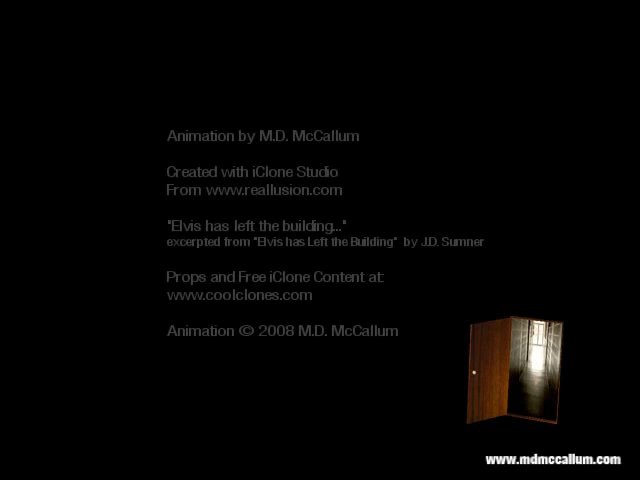 Animation by M.D. McCallum
Created with iClone Studio
From www.reallusion.com
"Elvis has left the building..."
excerpted from "Elvis has Left the Building" by J.D. Sumner
Props and Free iClone Content at:
www.coolclones.com
Animation © 2008 M.D. McCallum
www.mdmccallum.com